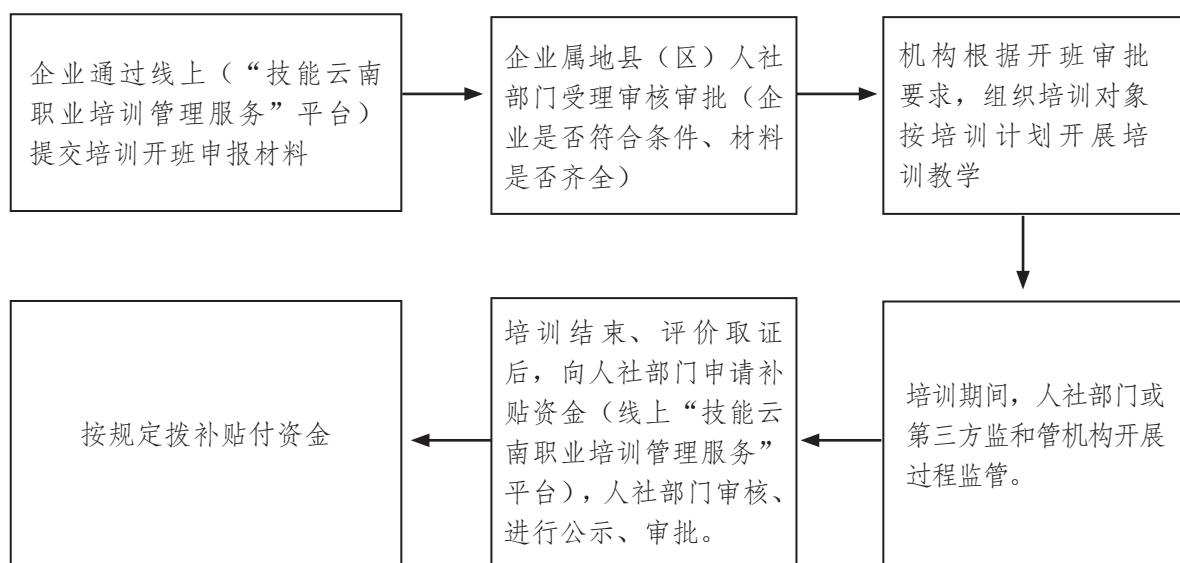 企业通过线上（“技能云南
职业培训管理服务”平台）
提交培训开班申报材料
企业属地县（区）人社
部门受理审核审批（企
业是否符合条件、材料
是否齐全）
机构根据开班审批
要求，组织培训对象
按培训计划开展培
训教学
培训期间，人社部门或
第三方监和管机构开展
过程监管。
培训结束、评价取证
后，向人社部门申请补
贴资金（线上“技能云
南职业培训管理服务”
平台），人社部门审核、
进行公示、审批。
按规定拨补贴付资金